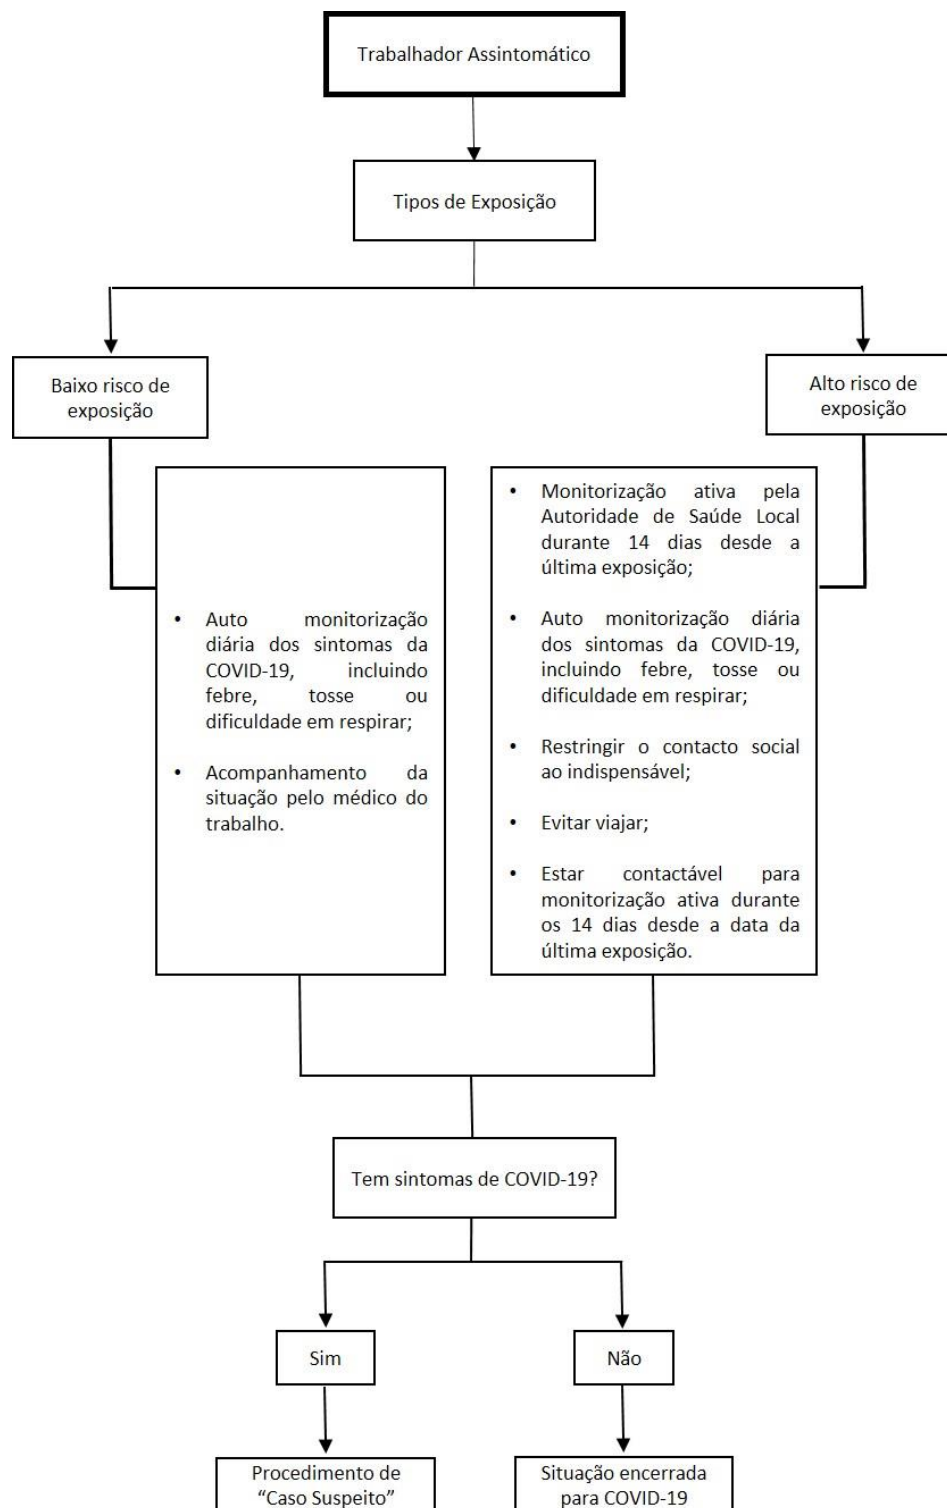 Trabalhador Assintomático
Tipos de Exposição
Baixo risco de
exposição
Alto risco de
exposição
• Auto monitorização
diária dos sintomas da
COVID-19, incluindo
febre, tosse ou
dificuldade em respirar;
• Acompanhamento da
situação pelo médico do
trabalho.
• Monitorização ativa pela
Autoridade de Saúde Local
durante 14 dias desde a
última exposição;
• Auto monitorização diária
dos sintomas da COVID-19,
incluindo febre, tosse ou
dificuldade em respirar;
• Restringir o contacto social
ao indispensável;
• Evitar viajar;
• Estar contactável para
monitorização ativa durante
os 14 dias desde a data da
última exposição.
Tem sintomas de COVID-19?
Sim
Não
Procedimento de
“Caso Suspeito”
Situação encerrada
para COVID-19